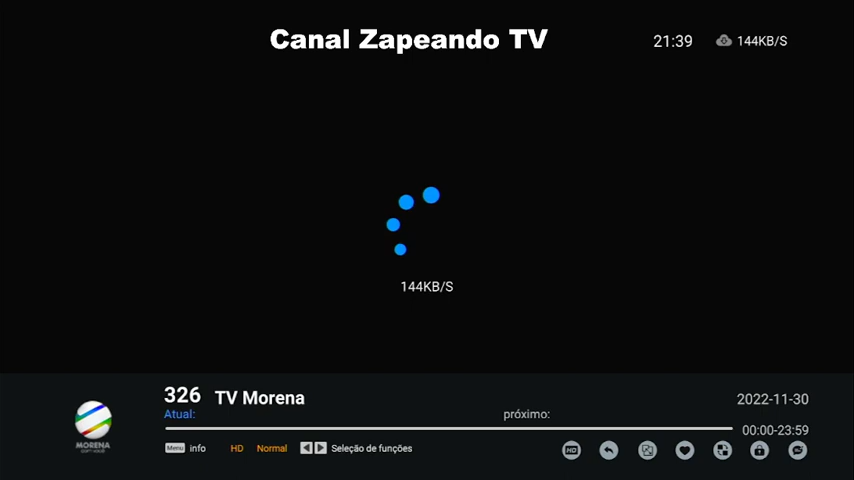 Canal Zapeando TV
21:39
144KB/S
144KB/S
326 TV Morena
2022-11-30
Atual:
próximo:
00:00-23:59
Menu info HD Normal Seleção de funções
HD
MORENA